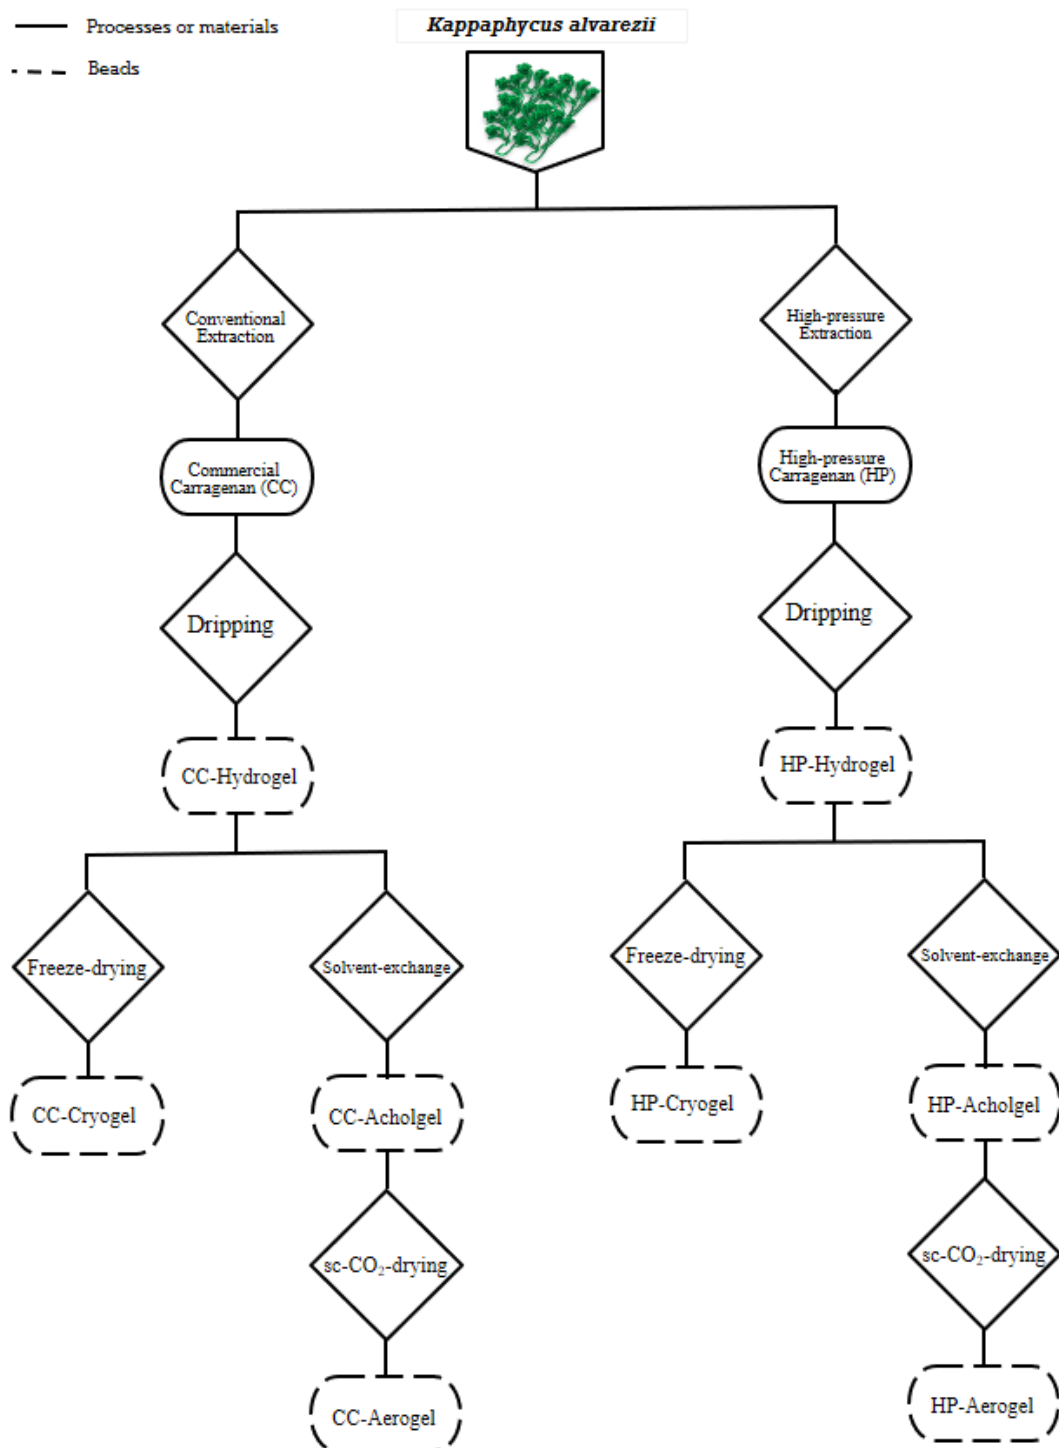 Processes or materials
Beads
Kappaphycus alvarezii
Conventional
Extraction
High-pressure
Extraction
Commercial
Carragenan (CC)
High-pressure
Carragenan (HP)
Dripping
Dripping
CC-Hydrogel
HP-Hydrogel
Freeze-drying
Solvent-exchange
Freeze-drying
Solvent-exchange
CC-Cryogel
CC-Acholgel
HP-Cryogel
HP-Acholgel
sc-CO₂-drying
sc-CO₂-drying
CC-Aerogel
HP-Aerogel